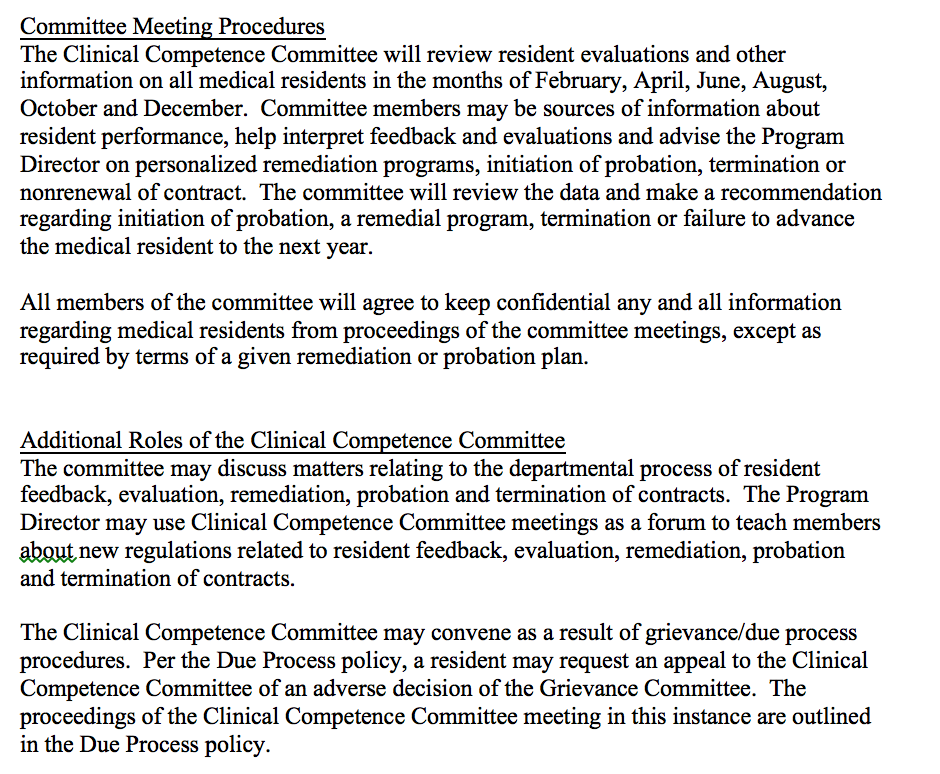 Committee Meeting Procedures
The Clinical Competence Committee will review resident evaluations and other
information on all medical residents in the months of February, April, June, August,
October and December.  Committee members may be sources of information about
resident performance, help interpret feedback and evaluations and advise the Program
Director on personalized remediation programs, initiation of probation, termination or
nonrenewal of contract.  The committee will review the data and make a recommendation
regarding initiation of probation, a remedial program, termination or failure to advance
the medical resident to the next year.
All members of the committee will agree to keep confidential any and all information
regarding medical residents from proceedings of the committee meetings, except as
required by terms of a given remediation or probation plan.
Additional Roles of the Clinical Competence Committee
The committee may discuss matters relating to the departmental process of resident
feedback, evaluation, remediation, probation and termination of contracts.  The Program
Director may use Clinical Competence Committee meetings as a forum to teach members
about new regulations related to resident feedback, evaluation, remediation, probation
and termination of contracts.
The Clinical Competence Committee may convene as a result of grievance/due process
procedures.  Per the Due Process policy, a resident may request an appeal to the Clinical
Competence Committee of an adverse decision of the Grievance Committee.  The
proceedings of the Clinical Competence Committee meeting in this instance are outlined
in the Due Process policy.